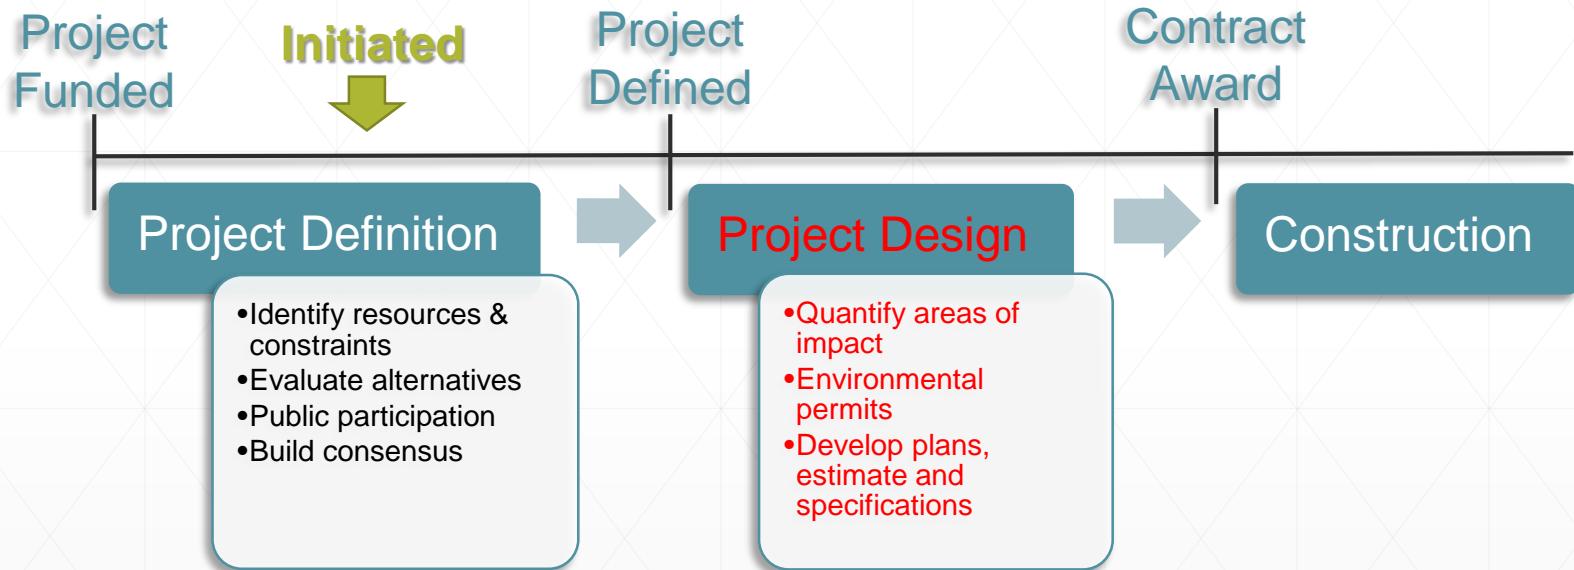 Project
Funded
Initiated
Project
Defined
Contract
Award
Project Definition
•Identify resources &
constraints
•Evaluate alternatives
•Public participation
•Build consensus
Project Design
•Quantify areas of
impact
•Environmental
permits
•Develop plans,
estimate and
specifications
Construction